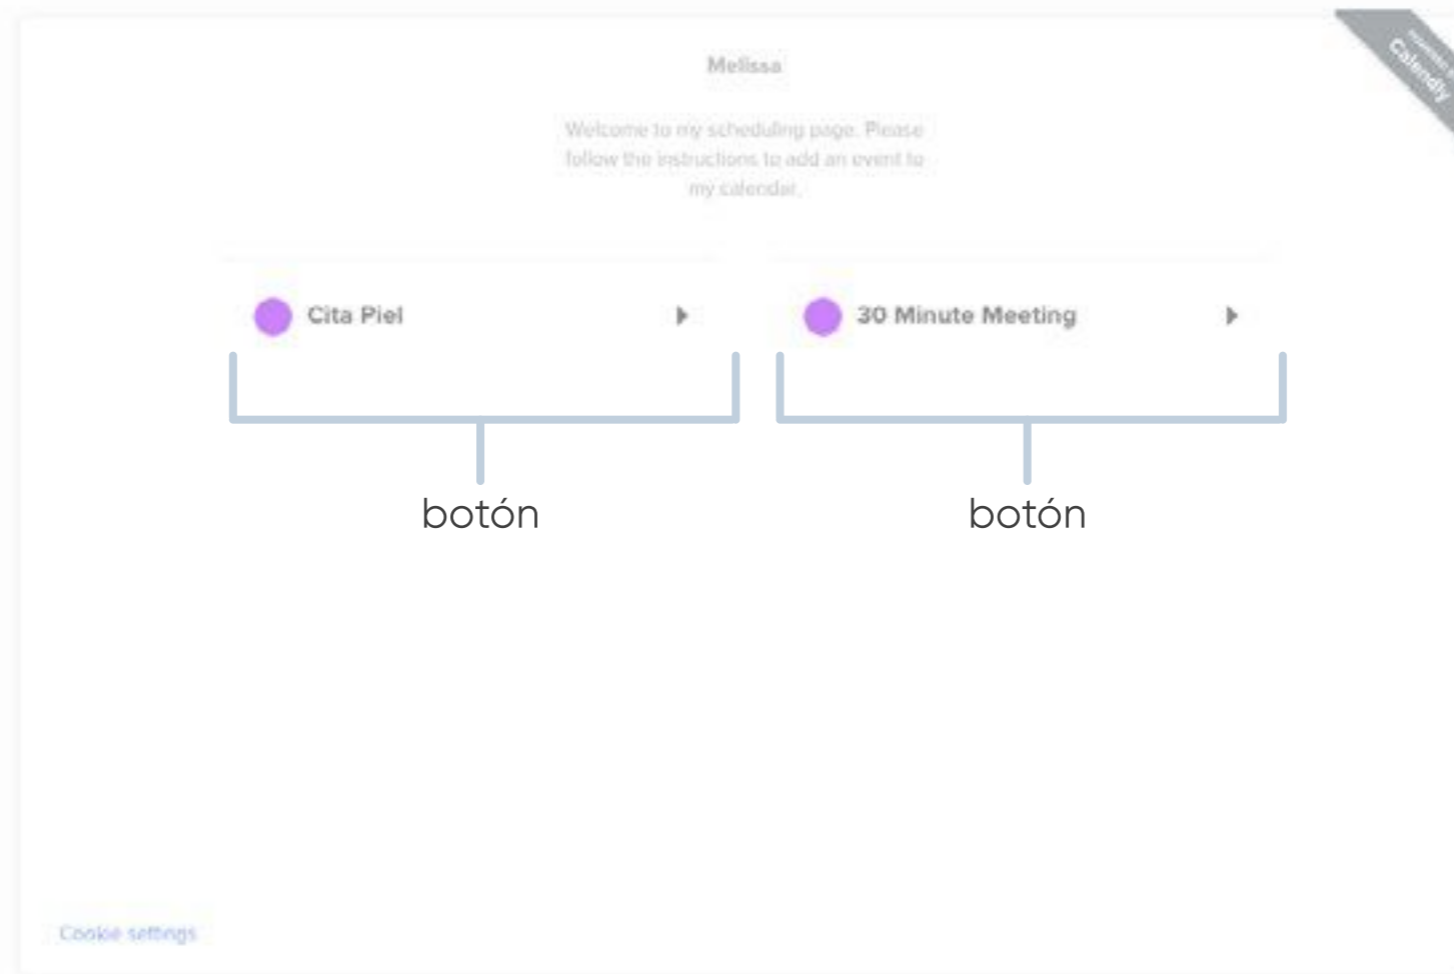 Melissa
Calendly
Welcome to my scheduling page. Please
follow the instructions to add an event to
my calendar.
Cita Piel
30 Minute Meeting
botón
botón
Cookie settings